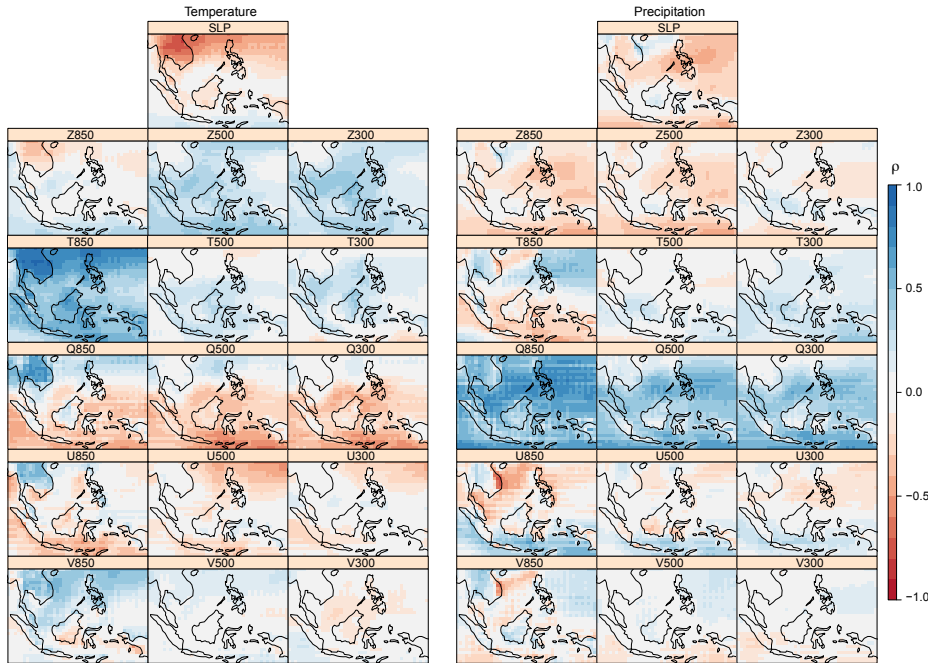 Temperature
Precipitation
SLP
SLP
Z850 Z500 Z300
Z850 Z500 Z300
ρ
1.0
T850 T500 T300
T850 T500 T300
0.5
Q850 Q500 Q300
Q850 Q500 Q300
0.0
U850 U500 U300
U850 U500 U300
−0.5
V850 V500 V300
V850 V500 V300
−1.0